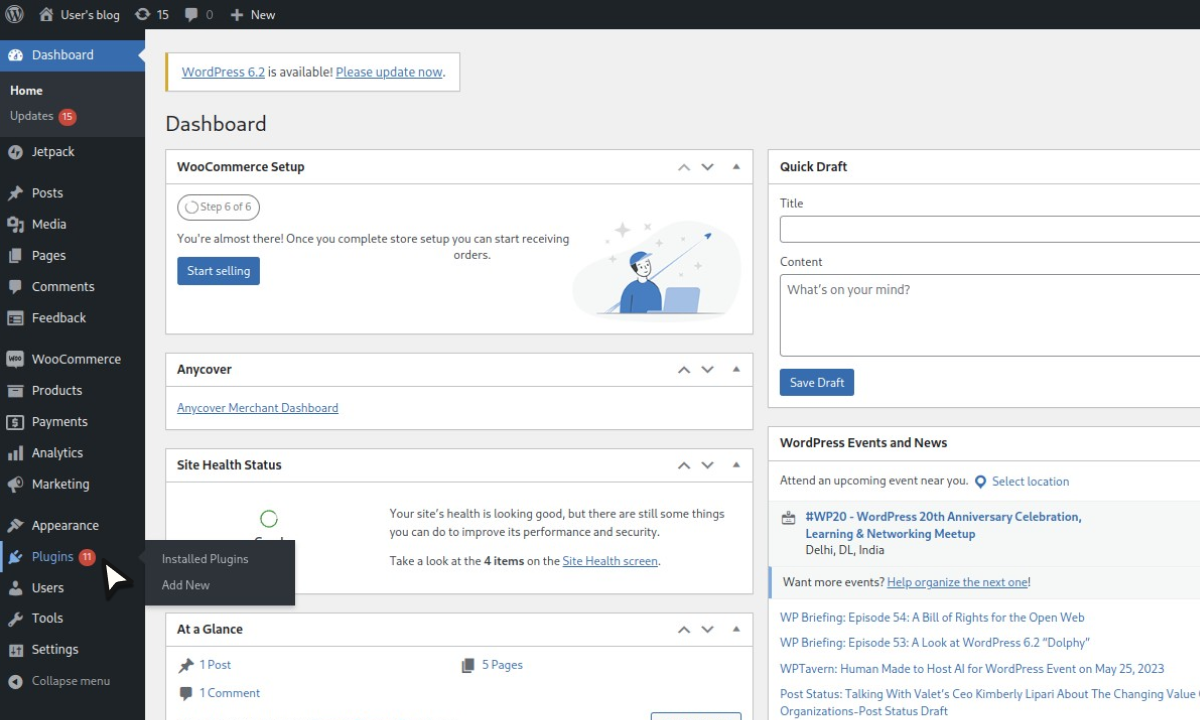 User's blog 15 0 New
Dashboard
Home
Updates 15
Jetpack
Posts
Media
Pages
Comments
Feedback
WooCommerce
Products
Payments
Analytics
Marketing
Appearance
Plugins 11
Users
Tools
Settings
Collapse menu
Installed Plugins
Add New
WordPress 6.2 is available! Please update now.
Dashboard
WooCommerce Setup
Step 6 of 6
You're almost there! Once you complete store setup you can start receiving
orders.
Start selling
Anycover
Anycover Merchant Dashboard
Site Health Status
Your site's health is looking good, but there are still some things
you can do to improve its performance and security.
Take a look at the 4 items on the Site Health screen.
At a Glance
1 Post
5 Pages
1 Comment
Quick Draft
Title
Content
What's on your mind?
Save Draft
WordPress Events and News
Attend an upcoming event near you. Select location
#WP20 - WordPress 20th Anniversary Celebration,
Learning & Networking Meetup
Delhi, DL, India
Want more events? Help organize the next one!
WP Briefing: Episode 54: A Bill of Rights for the Open Web
WP Briefing: Episode 53: A Look at WordPress 6.2 "Dolphy"
WPTavern: Human Made to Host AI for WordPress Event on May 25, 2023
Post Status: Talking With Valet's Ceo Kimberly Lipari About The Changing Value
Organizations-Post Status Draft